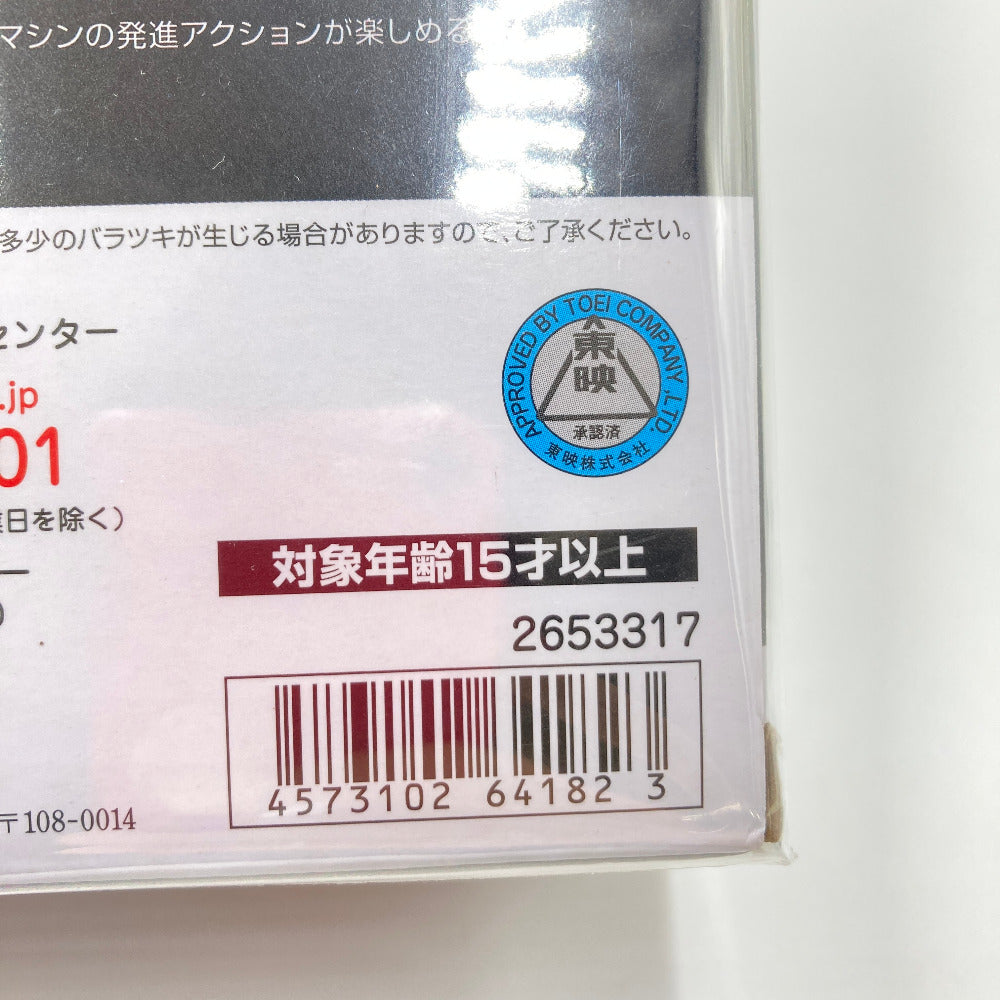 マシンの発進アクションが楽しめる
多少のバラツキが生じる場合がありますので、ご了承ください。
センター
.jp
01
APPROVED BY TOEI COMPANY,LTD.
東映
承認済
東映株式会社
業日を除く）
対象年齢15才以上
2653317
4573102 64182 3
〒108-0014